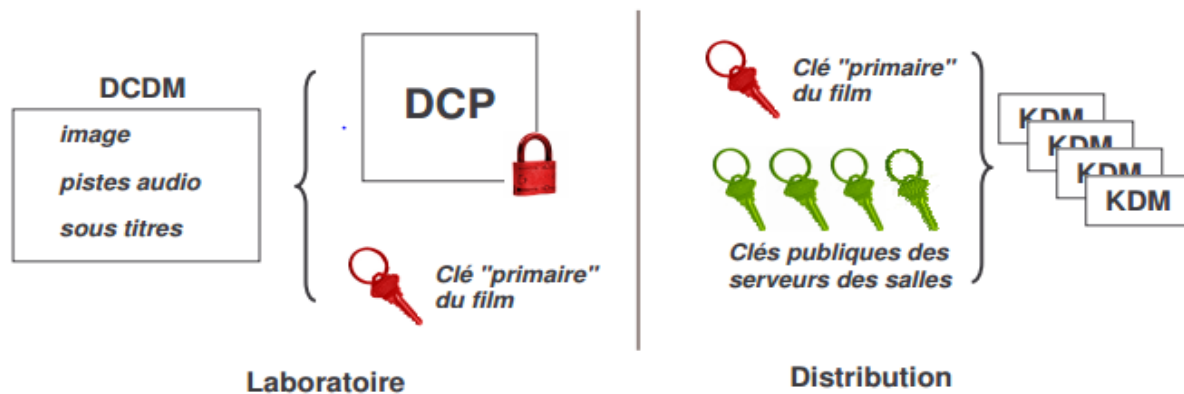 DCDM
image
pistes audio
sous titres
DCP
Clé "primaire"
du film
Laboratoire
Clé "primaire"
du film
Clés publiques des
serveurs des salles
KDM
KDM
KDM
KDM
Distribution